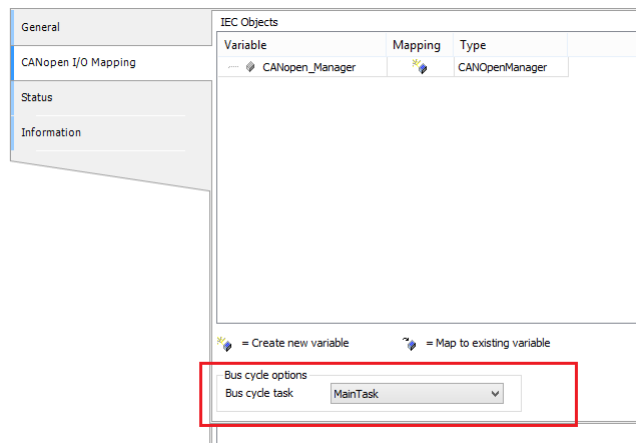 General
CANopen I/O Mapping
Status
Information
IEC Objects
Variable Mapping Type
CANopen_Manager CANOpenManager
= Create new variable = Map to existing variable
Bus cycle options
Bus cycle task MainTask